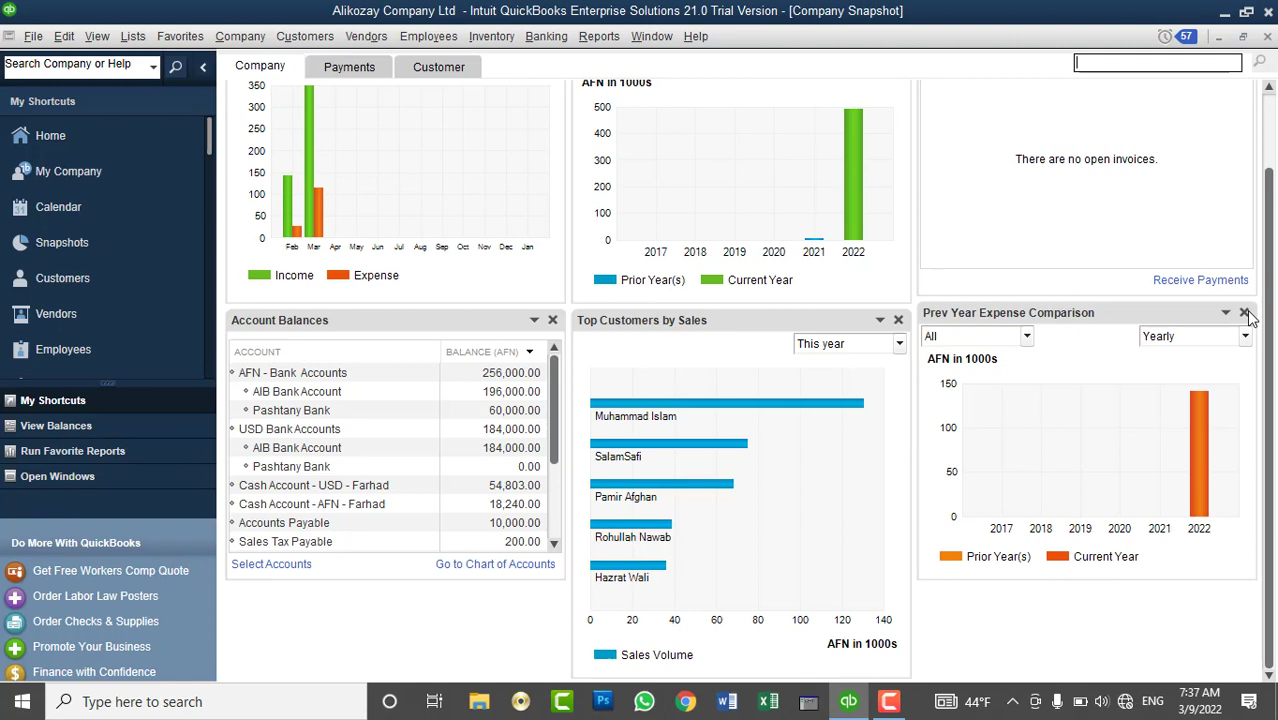 Alikozay Company Ltd - Intuit QuickBooks Enterprise Solutions 21.0 Trial Version - [Company Snapshot]
File Edit View Lists Favorites Company Customers Vendors Employees Inventory Banking Reports Window Help 57
Search Company or Help
Company Payments Customer
My Shortcuts
Home
My Company
Calendar
Snapshots
Customers
Vendors
Employees
My Shortcuts
View Balances
Run Favorite Reports
Open Windows
Do More With QuickBooks
Get Free Workers Comp Quote
Order Labor Law Posters
Order Checks & Supplies
Promote Your Business
Finance with Confidence
350
300
250
200
150
100
50
0
Feb Mar Apr May Jun Jul Aug Sep Oct Nov Dec Jan
Income Expense
AFN in 1000s
500
400
300
200
100
0
2017 2018 2019 2020 2021 2022
Prior Year(s) Current Year
There are no open invoices.
Receive Payments
Account Balances
ACCOUNT BALANCE (AFN)
AFN - Bank Accounts 256,000.00
AIB Bank Account 196,000.00
Pashtany Bank 60,000.00
USD Bank Accounts 184,000.00
AIB Bank Account 184,000.00
Pashtany Bank 0.00
Cash Account - USD - Farhad 54,803.00
Cash Account - AFN - Farhad 18,240.00
Accounts Payable 10,000.00
Sales Tax Payable 200.00
Select Accounts Go to Chart of Accounts
Top Customers by Sales
This year
Muhammad Islam
SalamSafi
Pamir Afghan
Rohullah Nawab
Hazrat Wali
0 20 40 60 80 100 120 140
AFN in 1000s
Sales Volume
Prev Year Expense Comparison
All Yearly
AFN in 1000s
150
100
50
0
2017 2018 2019 2020 2021 2022
Prior Year(s) Current Year
Type here to search
44°F
ENG
7:37 AM
3/9/2022